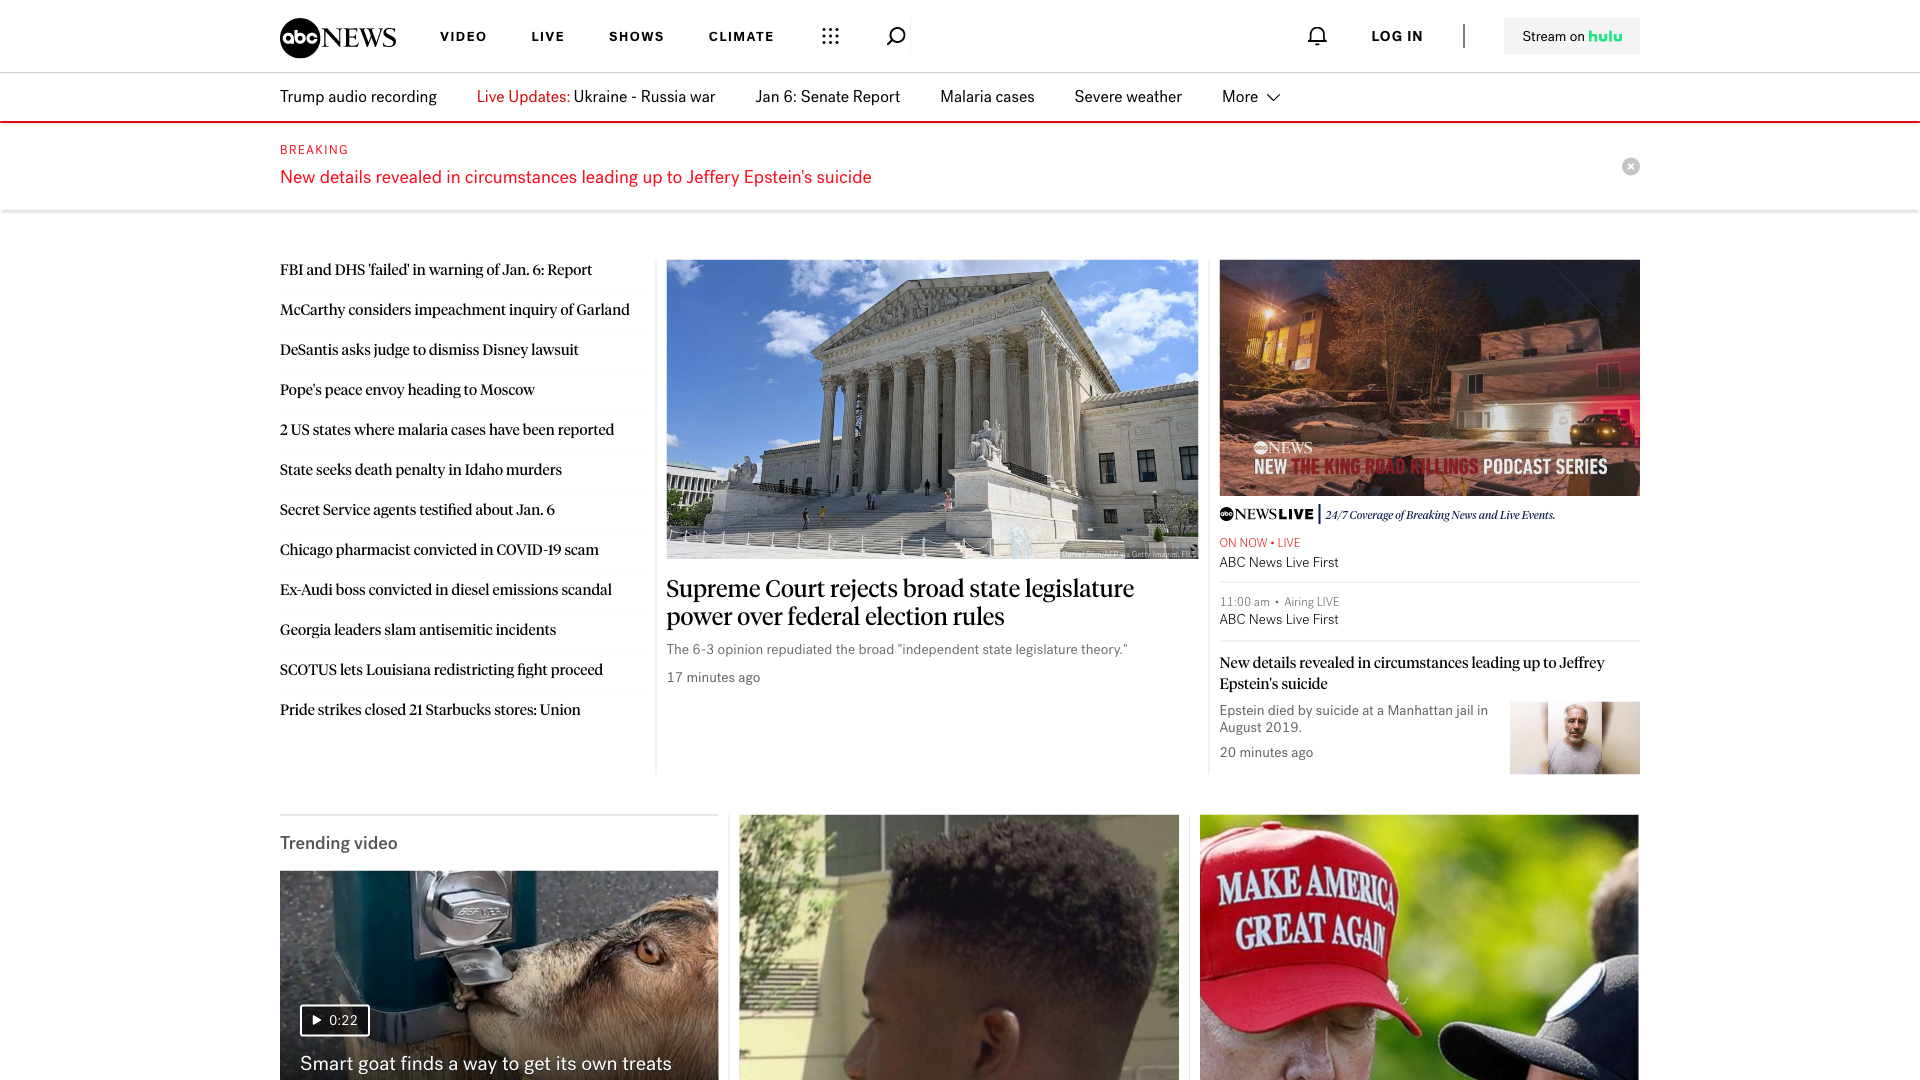 abc NEWS
VIDEO
LIVE
SHOWS
CLIMATE
LOG IN
Stream on hulu
Trump audio recording
Live Updates: Ukraine - Russia war
Jan 6: Senate Report
Malaria cases
Severe weather
More
BREAKING
New details revealed in circumstances leading up to Jeffery Epstein's suicide
FBI and DHS 'failed' in warning of Jan. 6: Report
McCarthy considers impeachment inquiry of Garland
DeSantis asks judge to dismiss Disney lawsuit
Pope's peace envoy heading to Moscow
2 US states where malaria cases have been reported
State seeks death penalty in Idaho murders
Secret Service agents testified about Jan. 6
Chicago pharmacist convicted in COVID-19 scam
Ex-Audi boss convicted in diesel emissions scandal
Georgia leaders slam antisemitic incidents
SCOTUS lets Louisiana redistricting fight proceed
Pride strikes closed 21 Starbucks stores: Union
Supreme Court rejects broad state legislature
power over federal election rules
The 6-3 opinion repudiated the broad "independent state legislature theory."
17 minutes ago
abc NEWS
NEW THE KING ROAD KILLINGS PODCAST SERIES
abc NEWS LIVE 24/7 Coverage of Breaking News and Live Events.
ON NOW • LIVE
ABC News Live First
11:00 am • Airing LIVE
ABC News Live First
New details revealed in circumstances leading up to Jeffrey
Epstein's suicide
Epstein died by suicide at a Manhattan jail in
August 2019.
20 minutes ago
Trending video
0:22
Smart goat finds a way to get its own treats
MAKE AMERICA
GREAT AGAIN